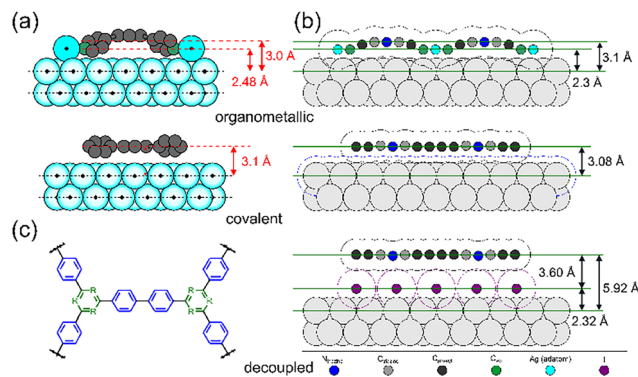 (a)
3.0 Å
2.48 Å
organometallic
3.1 Å
covalent
(b)
3.1 Å
2.3 Å
3.08 Å
3.60 Å
5.92 Å
2.32 Å
(c)
R
R
R
R
decoupled
Ag (adatom)
I